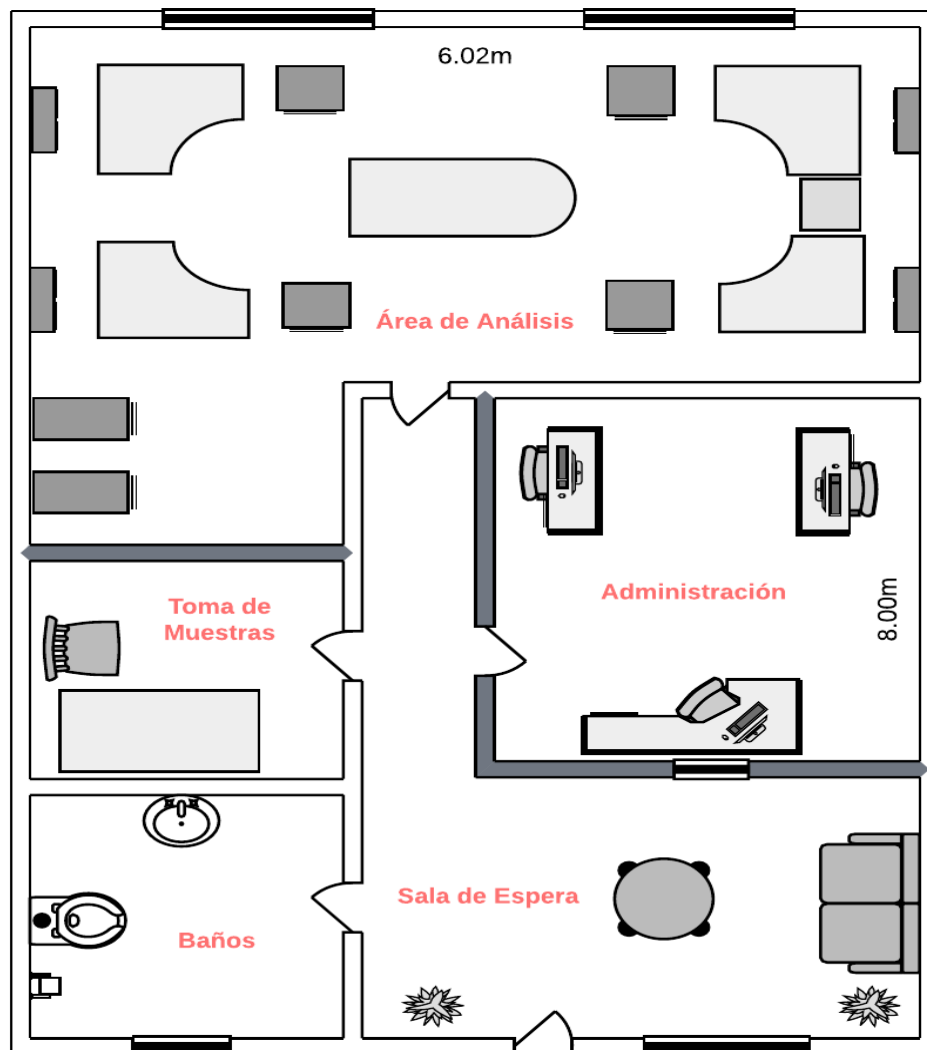 6.02m
Área de Análisis
Toma de
Muestras
Administración
8.00m
Sala de Espera
Baños